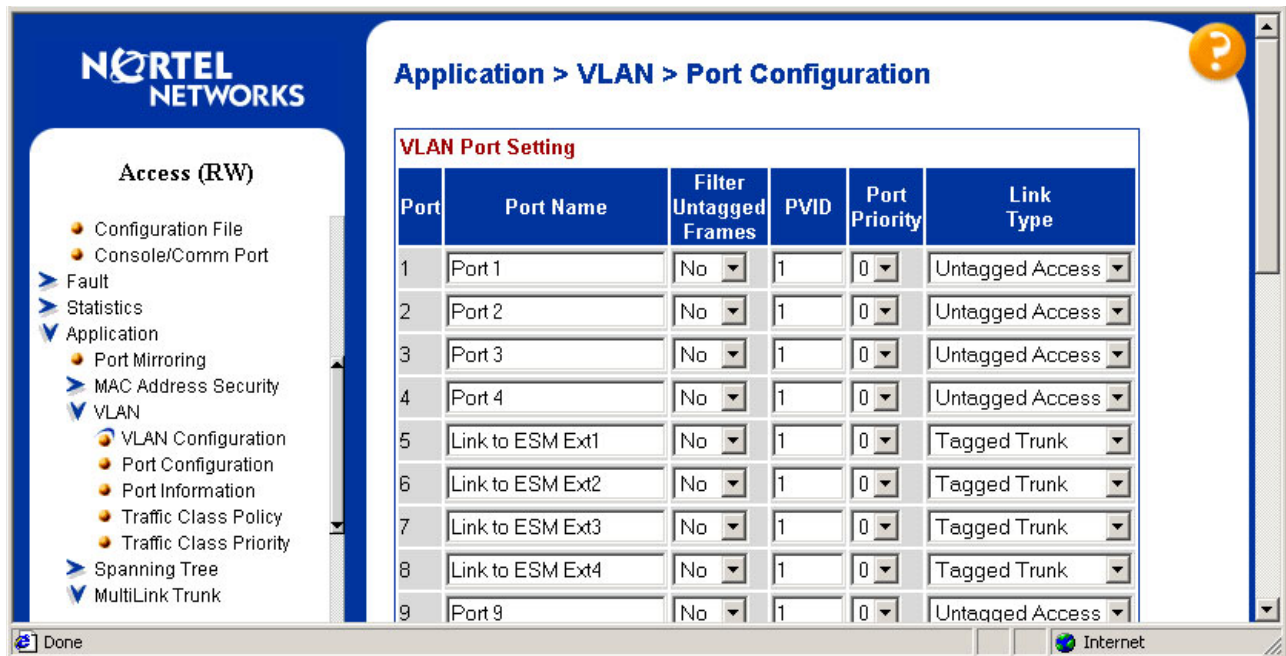 NORTEL
NETWORKS
Access (RW)
Configuration File
Console/Comm Port
Fault
Statistics
Application
Port Mirroring
MAC Address Security
VLAN
VLAN Configuration
Port Configuration
Port Information
Traffic Class Policy
Traffic Class Priority
Spanning Tree
MultiLink Trunk
?
Application > VLAN > Port Configuration
VLAN Port Setting
Port Port Name Filter Untagged Frames PVID Port Priority Link Type
1 Port 1 No 1 0 Untagged Access
2 Port 2 No 1 0 Untagged Access
3 Port 3 No 1 0 Untagged Access
4 Port 4 No 1 0 Untagged Access
5 Link to ESM Ext1 No 1 0 Tagged Trunk
6 Link to ESM Ext2 No 1 0 Tagged Trunk
7 Link to ESM Ext3 No 1 0 Tagged Trunk
8 Link to ESM Ext4 No 1 0 Tagged Trunk
9 Port 9 No 1 0 Untagged Access
Done
Internet